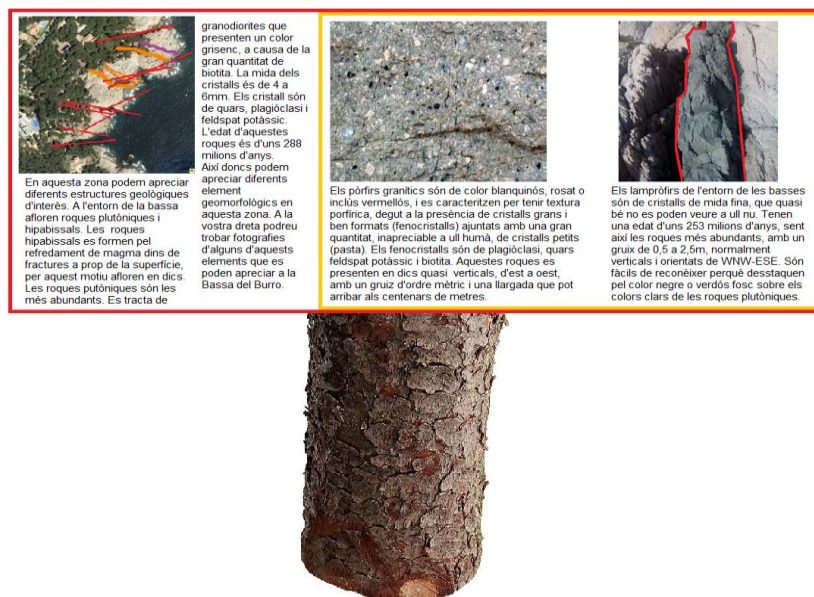 En aquesta zona podem apreciar
diferents estructures geològiques
d'interès. A l'entorn de la bassa
afloren roques plutòniques i
hipabissals. Les roques
hipabissals es formen pel
refredament de magma dins de
fractures a prop de la superfície,
per aquest motiu afloren en dics.
Les roques putòniques són les
més abundants. Es tracta de
granodiorites que
presenten un color
grisenc, a causa de la
gran quantitat de
biotita. La mida dels
cristalls és de 4 a
6mm. Els cristall són
de quars, plagiòclasi i
feldspat potàssic.
L'edat d'aquestes
roques és d'uns 288
milions d'anys.
Així doncs podem
apreciar diferents
element
geomorfològics en
aquesta zona. A la
vostra dreta podreu
trobar fotografies
d'alguns d'aquests
elements que es
poden apreciar a la
Bassa del Burro.
Els pòrfirs granítics són de color blanquinós, rosat o
inclús vermellós, i es caracteritzen per tenir textura
porfírica, degut a la presència de cristalls grans i
ben formats (fenocristalls) ajuntats amb una gran
quantitat, inapreciable a ull humà, de cristalls petits
(pasta). Els fenocristalls són de plagiòclasi, quars
feldspat potàssic i biotita. Aquestes roques es
presenten en dics quasi verticals, d'est a oest,
amb un gruiz d'ordre mètric i una llargada que pot
arribar als centenars de metres.
Els lampròfirs de l'entorn de les basses
són de cristalls de mida fina, que quasi
bé no es poden veure a ull nu. Tenen
una edat d'uns 253 milions d'anys, sent
així les roques més abundants, amb un
gruix de 0,5 a 2,5m, normalment
verticals i orientats de WNW-ESE. Són
fàcils de reconèixer perquè desstaquen
pel color negre o verdós fosc sobre els
colors clars de les roques plutòniques.